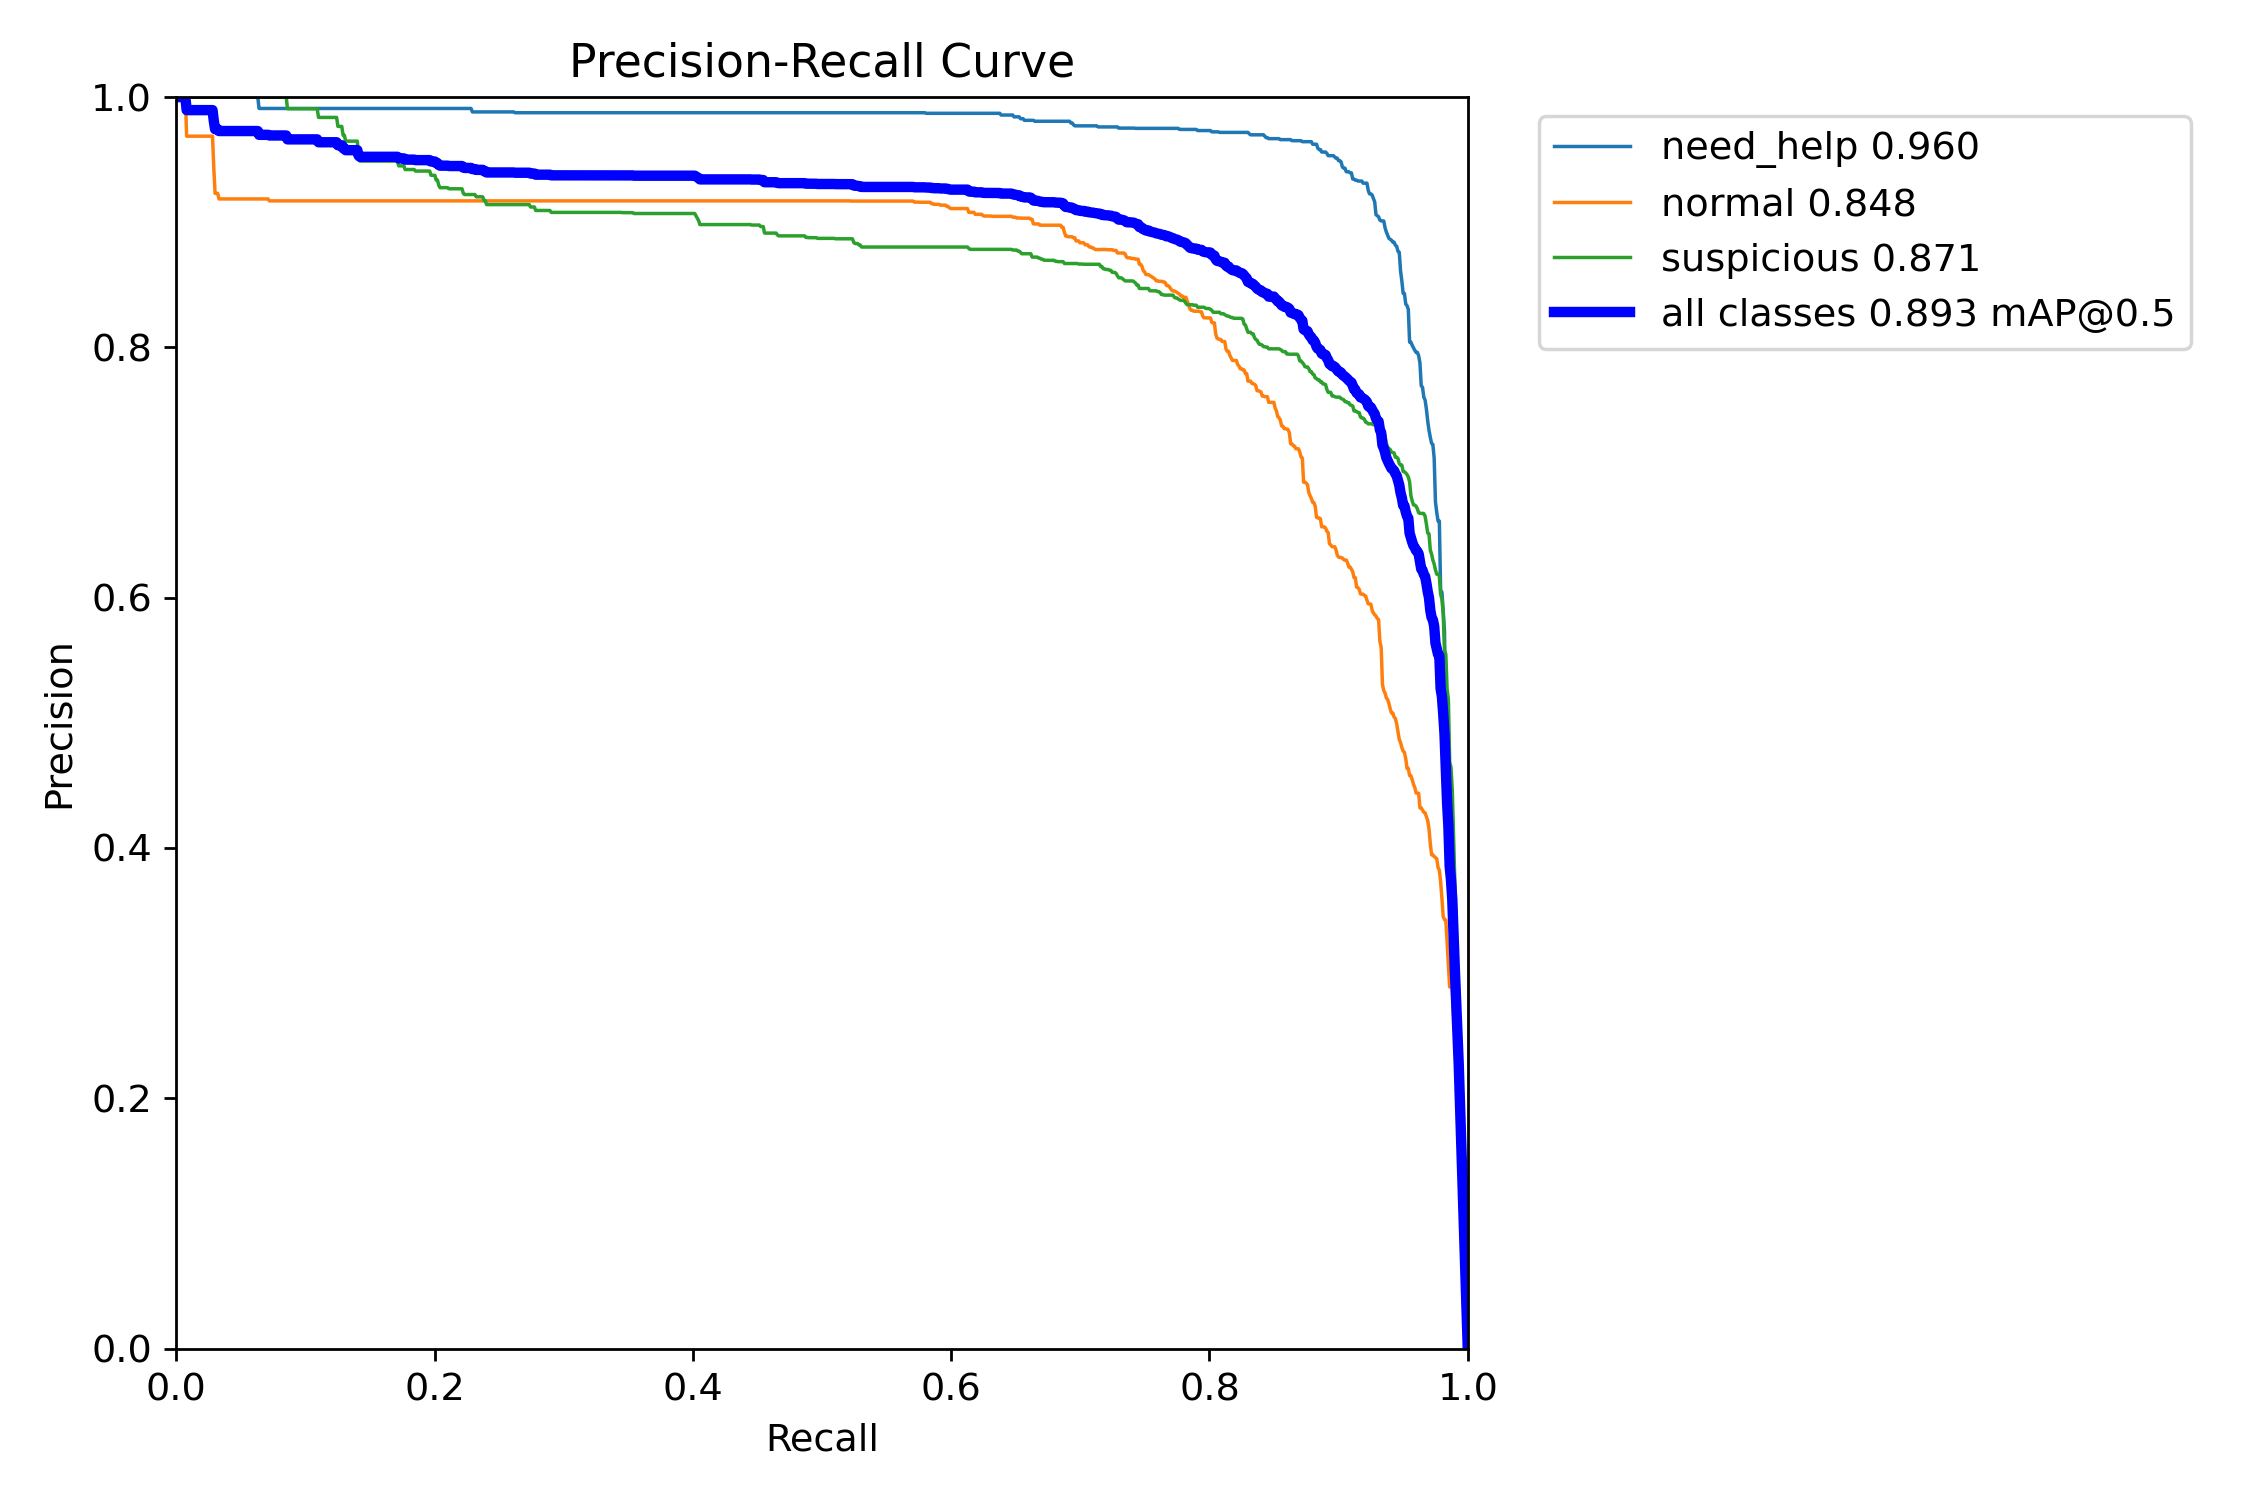 Precision-Recall Curve
1.0
0.8
0.6
0.4
0.2
0.0
Precision
0.0 0.2 0.4 0.6 0.8 1.0
Recall
need_help 0.960
normal 0.848
suspicious 0.871
all classes 0.893 mAP@0.5